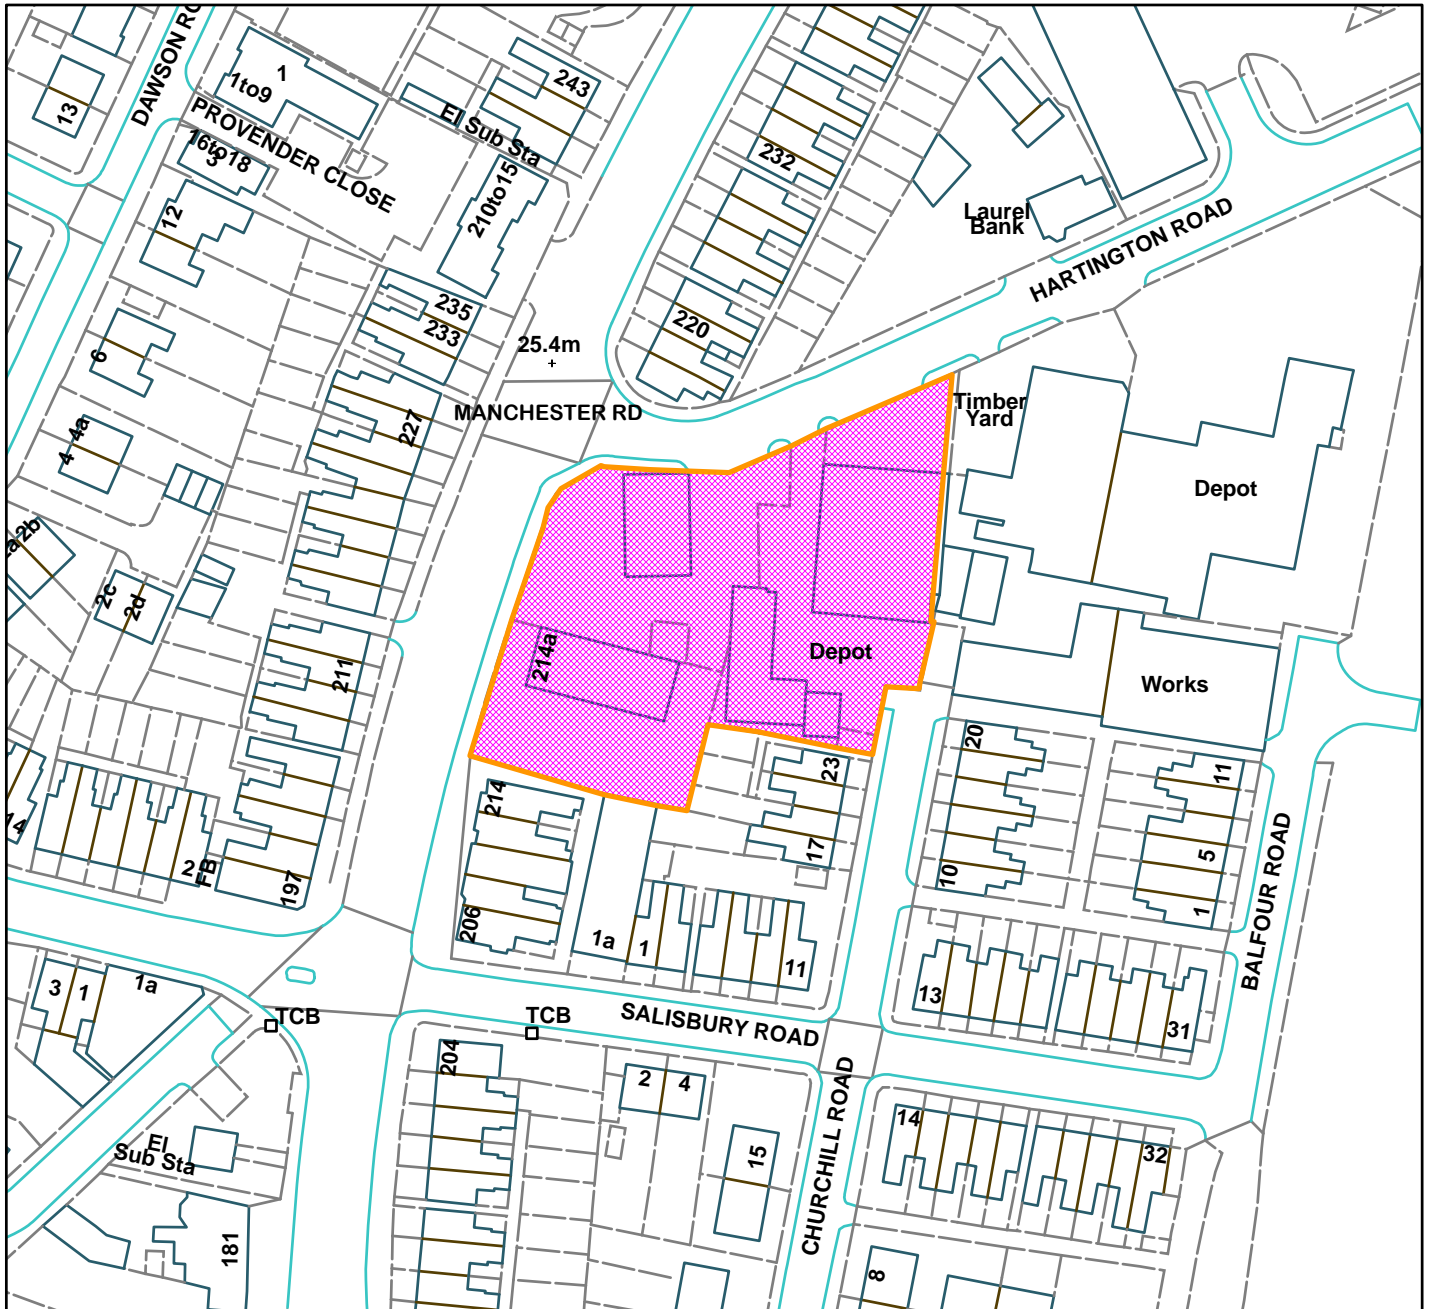 DAWSON RO
13
1
1to9
PROVENDER CLOSE
243
El Sub Sta
16to18
3
210to15
12
232
Laurel
Bank
HARTINGTON ROAD
235
233
220
25.4m
6
MANCHESTER RD
227
Timber
Yard
4a
4
Depot
2b
2c
2d
214a
Depot
211
Works
20
23
11
214
14
2
FB
197
17
10
5
1
206
1a
1
11
13
31
BALFOUR ROAD
3
1
1a
TCB
TCB
SALISBURY ROAD
204
2
4
CHURCHILL ROAD
14
32
El
Sub Sta
15
181
8